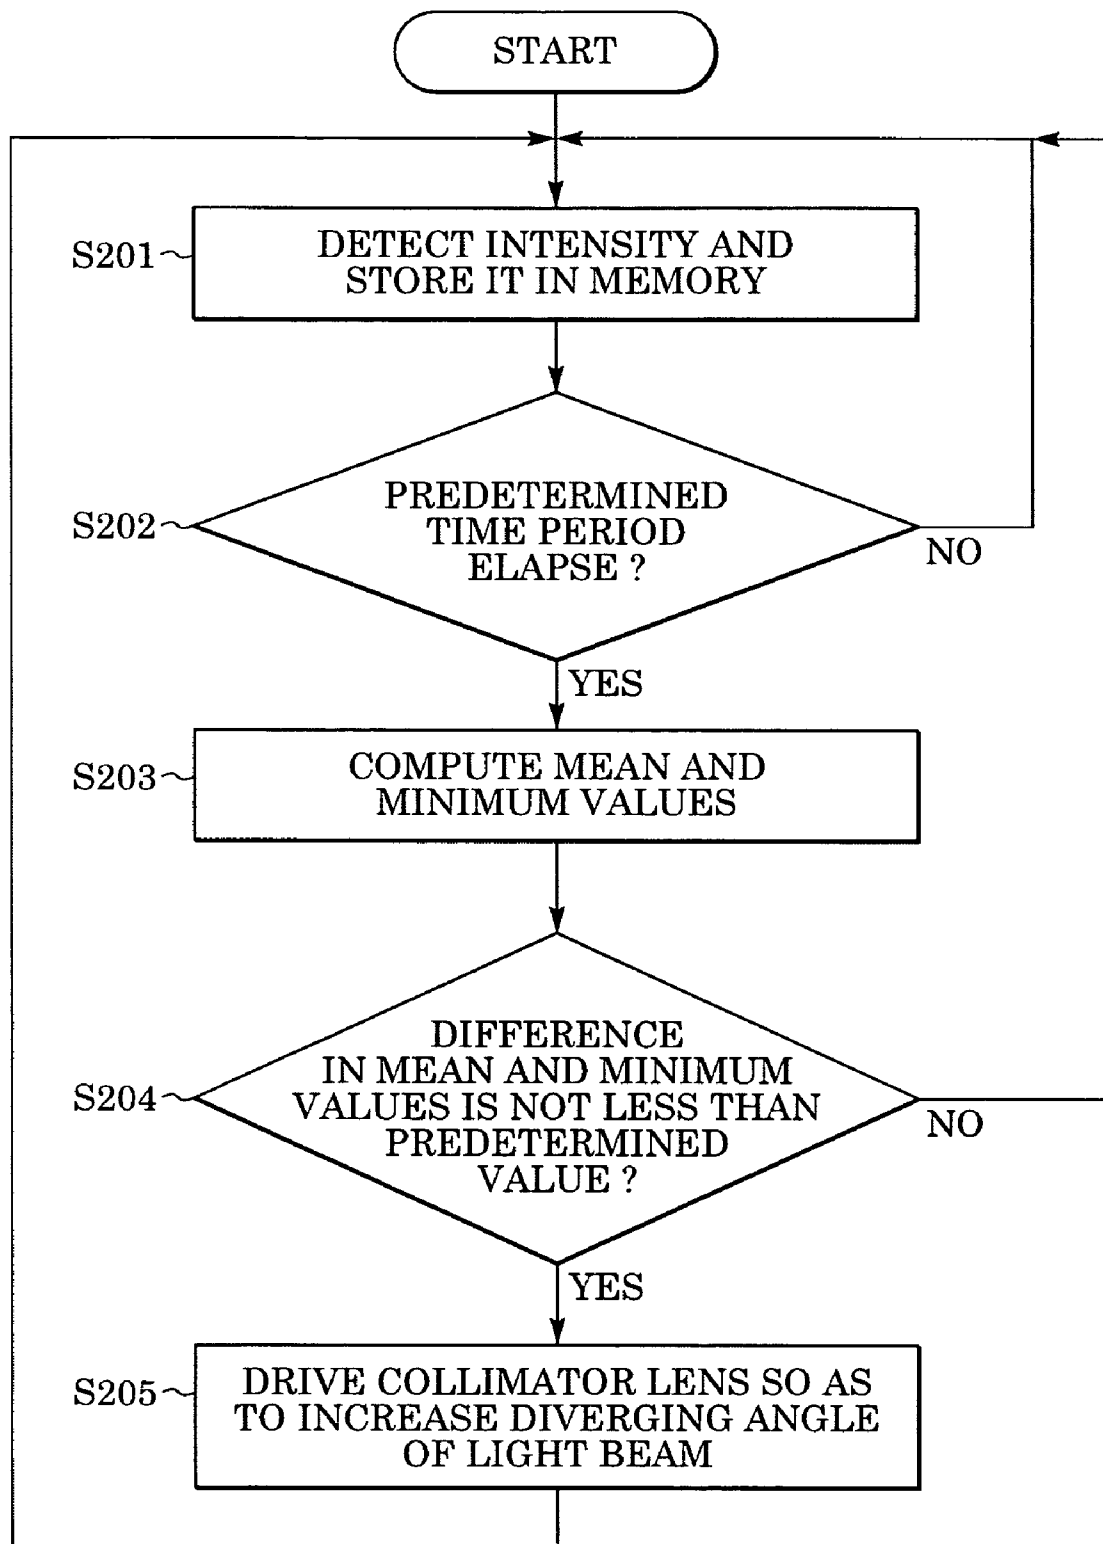 START
S201
DETECT INTENSITY AND
STORE IT IN MEMORY
S202
PREDETERMINED
TIME PERIOD
ELAPSE ?
NO
YES
S203
COMPUTE MEAN AND
MINIMUM VALUES
S204
DIFFERENCE
IN MEAN AND MINIMUM
VALUES IS NOT LESS THAN
PREDETERMINED
VALUE ?
NO
YES
S205
DRIVE COLLIMATOR LENS SO AS
TO INCREASE DIVERGING ANGLE
OF LIGHT BEAM